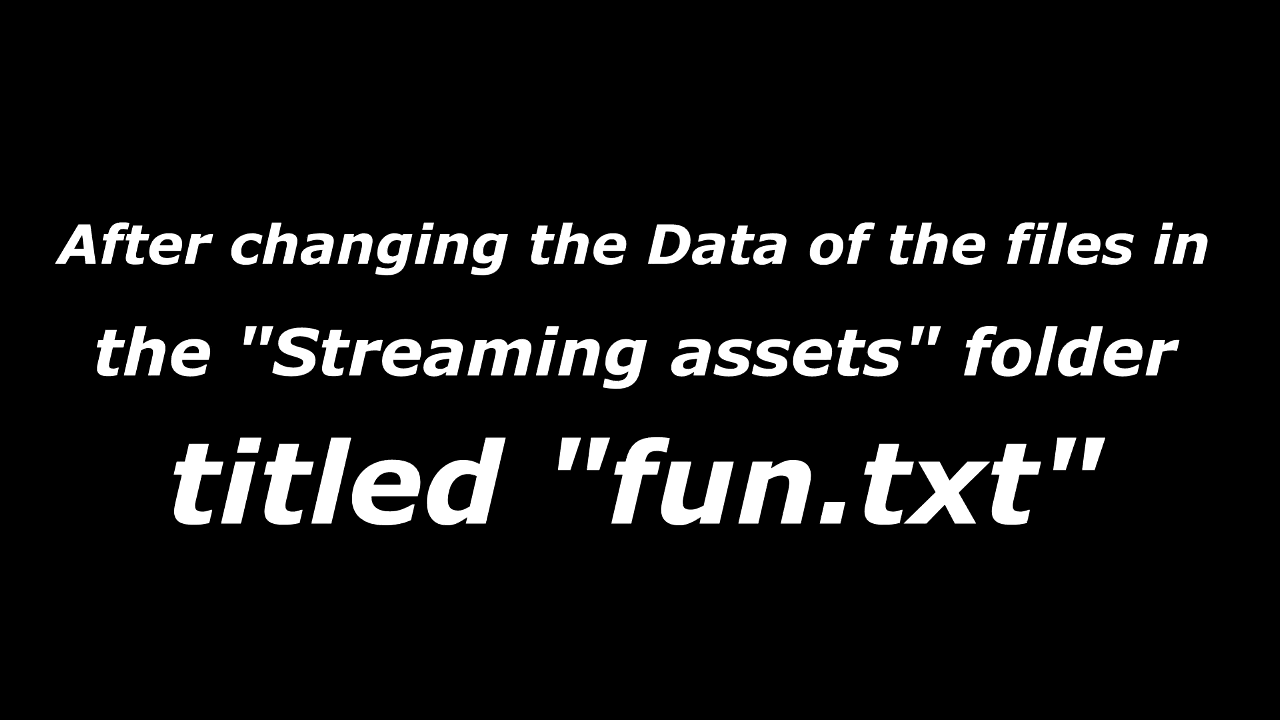 After changing the Data of the files in
the "Streaming assets" folder
titled "fun.txt"